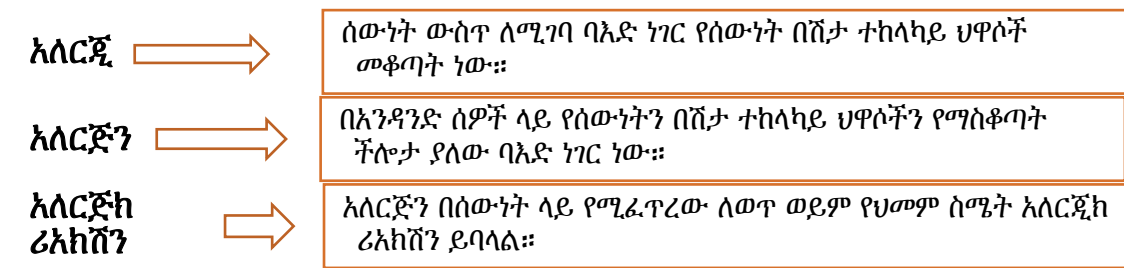 አለርጂ
ሰውነት ውስጥ ለሚገባ ባእድ ነገር የሰውነት በሽታ ተከላካይ ህዋሶች
መቆጣት ነው።
አለርጅን
በአንዳንድ ሰዎች ላይ የሰውነትን በሽታ ተከላካይ ህዋሶችን የማስቆጣት
ችሎታ ያለው ባእድ ነገር ነው።
አለርጅክ
ሪአክሽን
አለርጅን በሰውነት ላይ የሚፈጥረው ለወጥ ወይም የህመም ስሜት አለርጂክ
ሪአክሽን ይባላል።